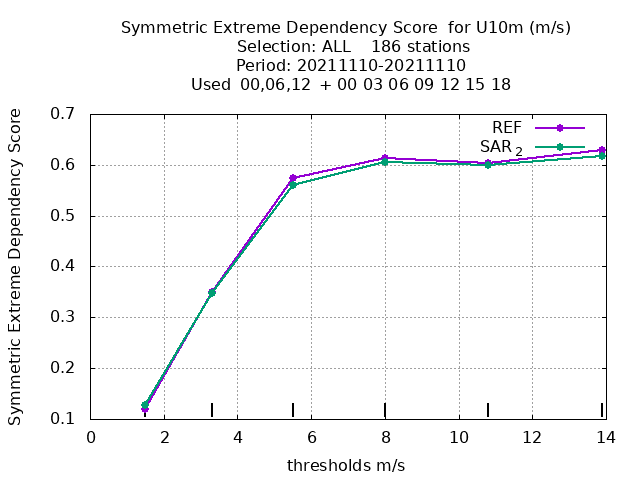 Symmetric Extreme Dependency Score  for U10m (m/s)
Selection: ALL    186 stations
Period: 20211110-20211110
Used  00,06,12  + 00 03 06 09 12 15 18
Symmetric Extreme Dependency Score
0.7
0.6
0.5
0.4
0.3
0.2
0.1
REF
SAR 2
0 2 4 6 8 10 12 14
thresholds m/s